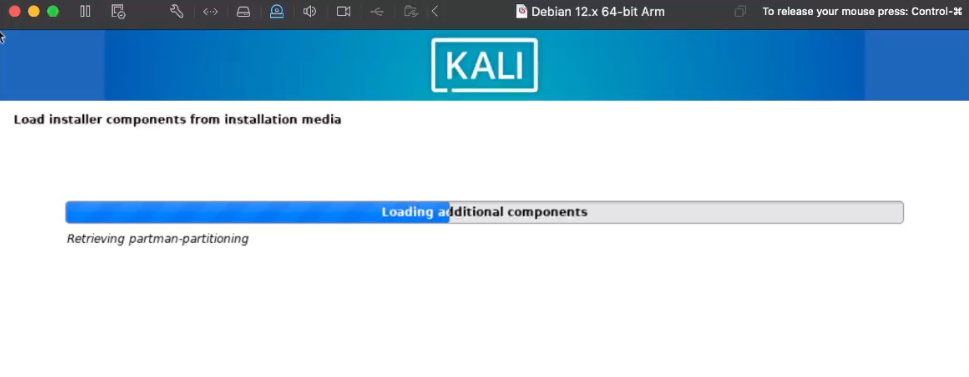 Debian 12.x 64-bit Arm
To release your mouse press: Control-⌘
KALI
Load installer components from installation media
Loading additional components
Retrieving partman-partitioning